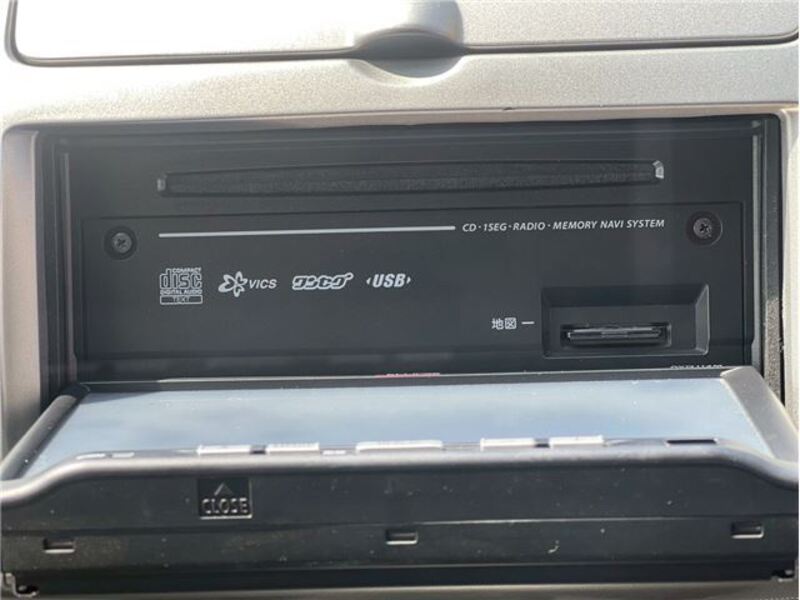 CD・1SEG・RADIO・MEMORY NAVI SYSTEM
COMPACT
disc
DIGITAL AUDIO
TEXT
VICS
ワンセグ
USB
地図
CLOSE